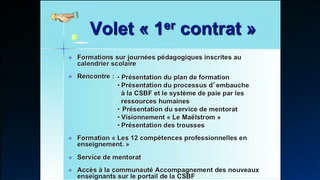 Volet « 1er contrat »
Formations sur journées pédagogiques inscrites au
calendrier scolaire
Rencontre : • Présentation du plan de formation
• Présentation du processus d´embauche
à la CSBF et le système de paie par les
ressources humaines
• Présentation du service de mentorat
• Visionnement « Le Maëlstrom »
• Présentation des trousses
Formation « Les 12 compétences professionnelles en
enseignement. »
Service de mentorat
Accès à la communauté Accompagnement des nouveaux
enseignants sur le portail de la CSBF